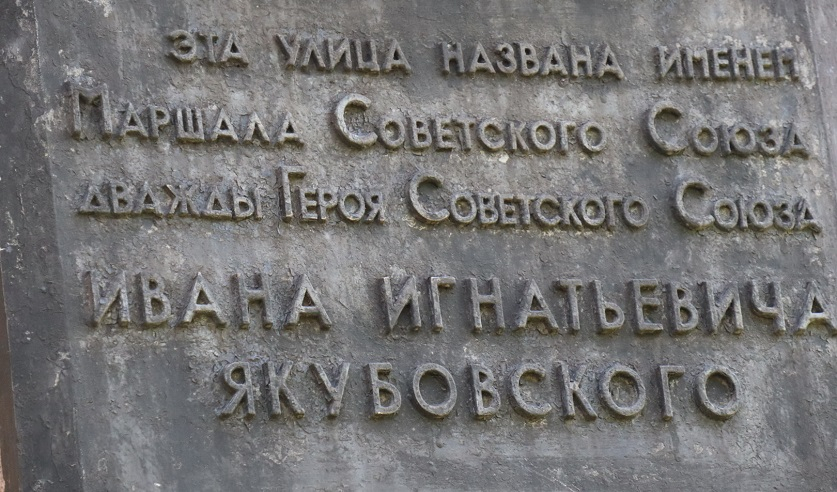 Эта улица названа именем
Маршала Советского Союза
дважды Героя Советского Союза
Ивана Игнатьевича
Якубовского